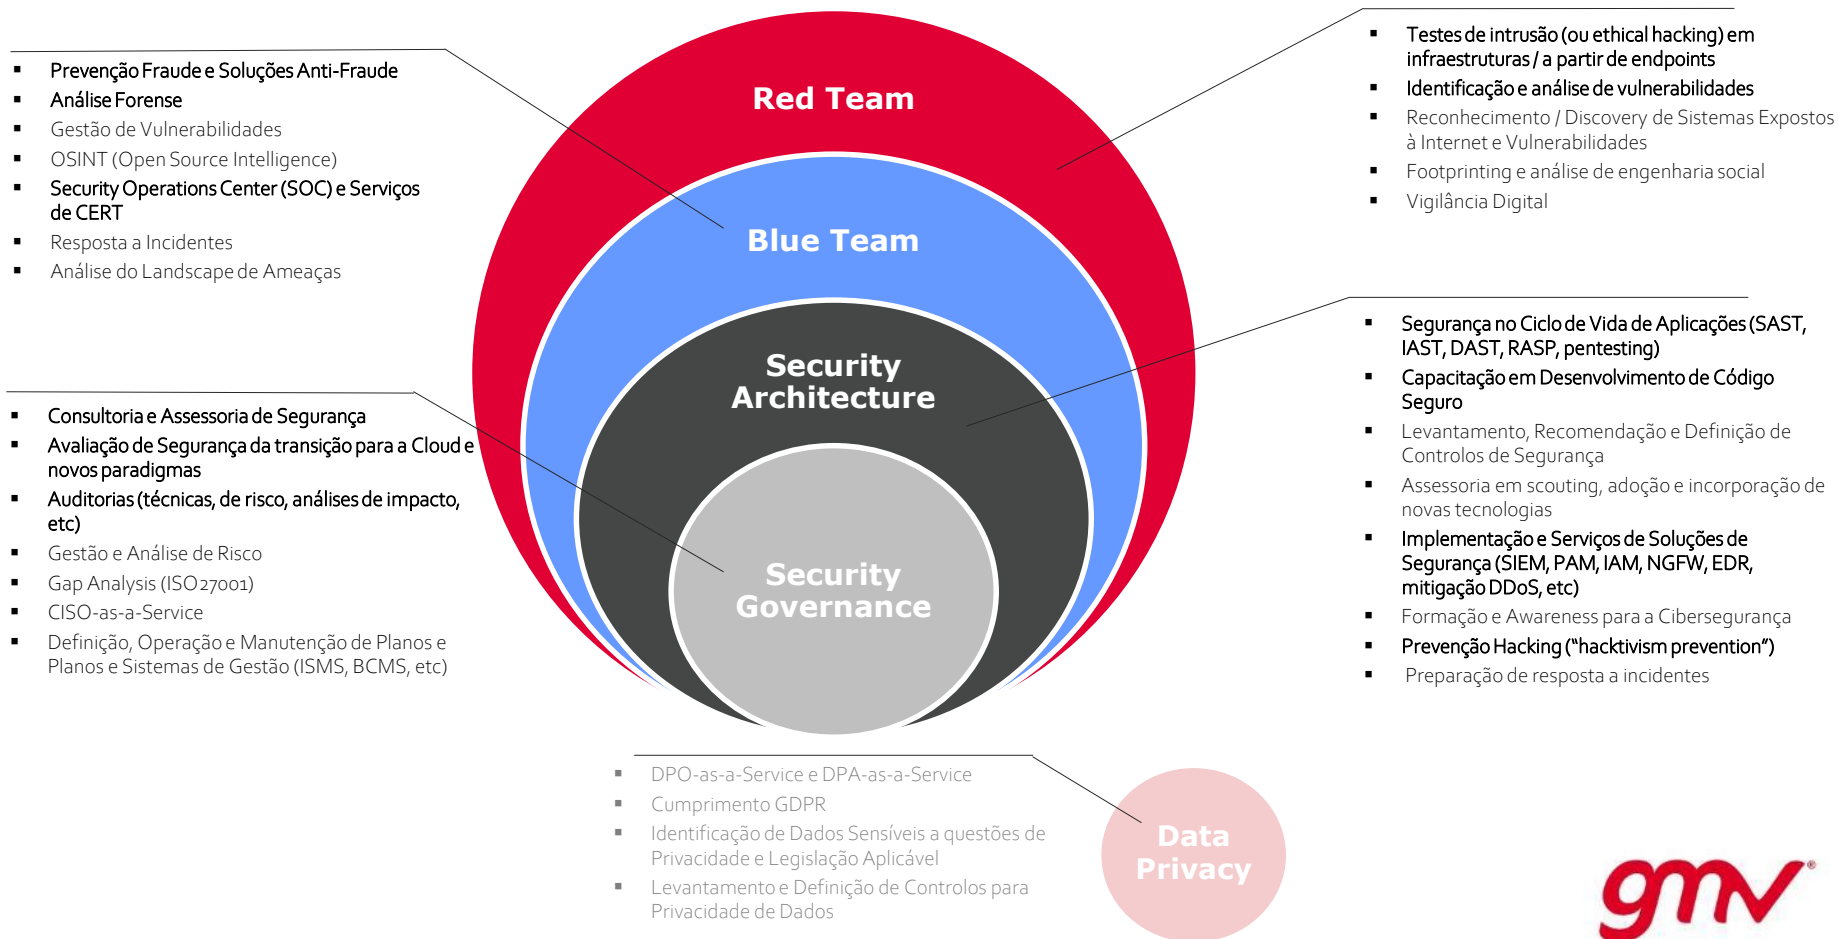 Prevenção Fraude e Soluções Anti-Fraude
Análise Forense
Gestão de Vulnerabilidades
OSINT (Open Source Intelligence)
Security Operations Center (SOC) e Serviços
de CERT
Resposta a Incidentes
Análise do Landscape de Ameaças
Consultoria e Assessoria de Segurança
Avaliação de Segurança da transição para a Cloud e
novos paradigmas
Auditorias (técnicas, de risco, análises de impacto,
etc)
Gestão e Análise de Risco
Gap Analysis (ISO27001)
CISO-as-a-Service
Definição, Operação e Manutenção de Planos e
Planos e Sistemas de Gestão (ISMS, BCMS, etc)
Red Team
Blue Team
Security
Architecture
Security
Governance
Testes de intrusão (ou ethical hacking) em
infraestruturas / a partir de endpoints
Identificação e análise de vulnerabilidades
Reconhecimento / Discovery de Sistemas Expostos
à Internet e Vulnerabilidades
Footprinting e análise de engenharia social
Vigilância Digital
Segurança no Ciclo de Vida de Aplicações (SAST,
IAST, DAST, RASP, pentesting)
Capacitação em Desenvolvimento de Código
Seguro
Levantamento, Recomendação e Definição de
Controlos de Segurança
Assessoria em scouting, adoção e incorporação de
novas tecnologias
Implementação e Serviços de Soluções de
Segurança (SIEM, PAM, IAM, NGFW, EDR,
mitigação DDoS, etc)
Formação e Awareness para a Cibersegurança
Prevenção Hacking (“hacktivism prevention”)
Preparação de resposta a incidentes
DPO-as-a-Service e DPA-as-a-Service
Cumprimento GDPR
Identificação de Dados Sensíveis a questões de
Privacidade e Legislação Aplicável
Levantamento e Definição de Controlos para
Privacidade de Dados
Data
Privacy
gmv®